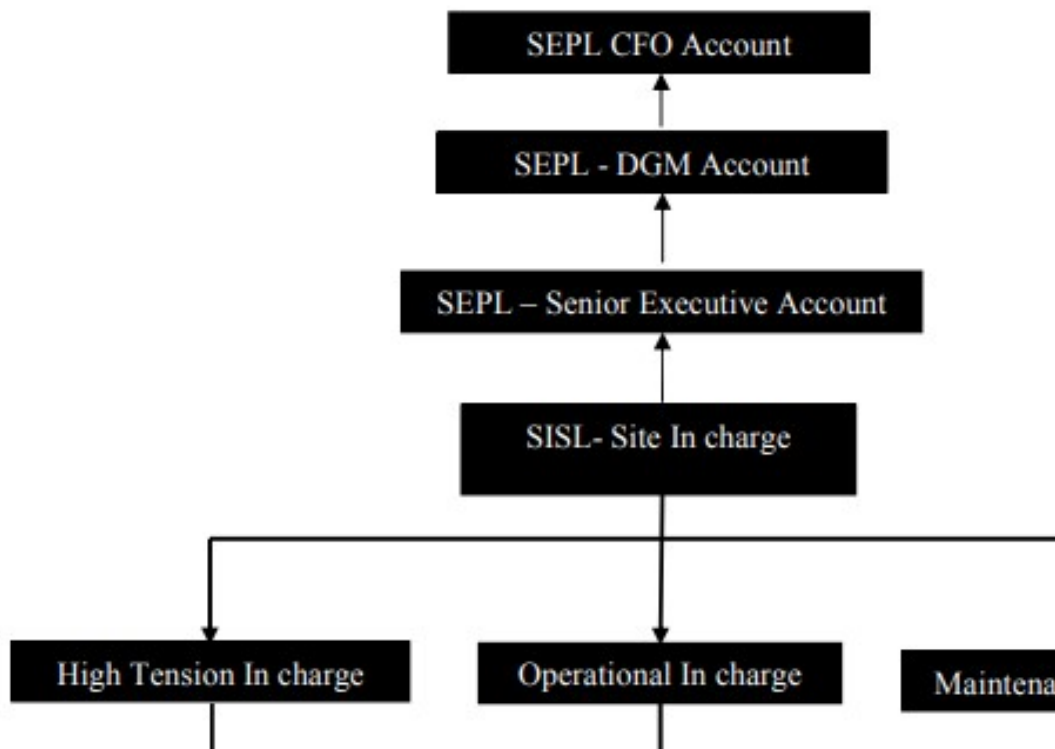 SEPL CFO Account
SEPL - DGM Account
SEPL – Senior Executive Account
SISL- Site In charge
High Tension In charge
Operational In charge